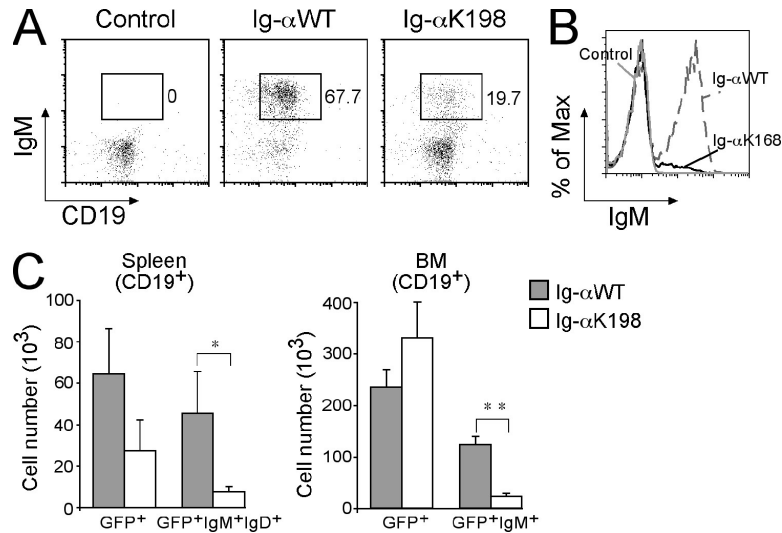 A
Control
Ig-αWT
Ig-αK198
0
67.7
19.7
IgM
CD19
B
Control
Ig-αWT
Ig-αK168
% of Max
IgM
C
Spleen
(CD19+)
Cell number (10³)
100
80
60
40
20
0
*
GFP+
GFP+IgM+IgD+
BM
(CD19+)
Cell number (10³)
400
300
200
100
0
* *
GFP+
GFP+IgM+
Ig-αWT
Ig-αK198